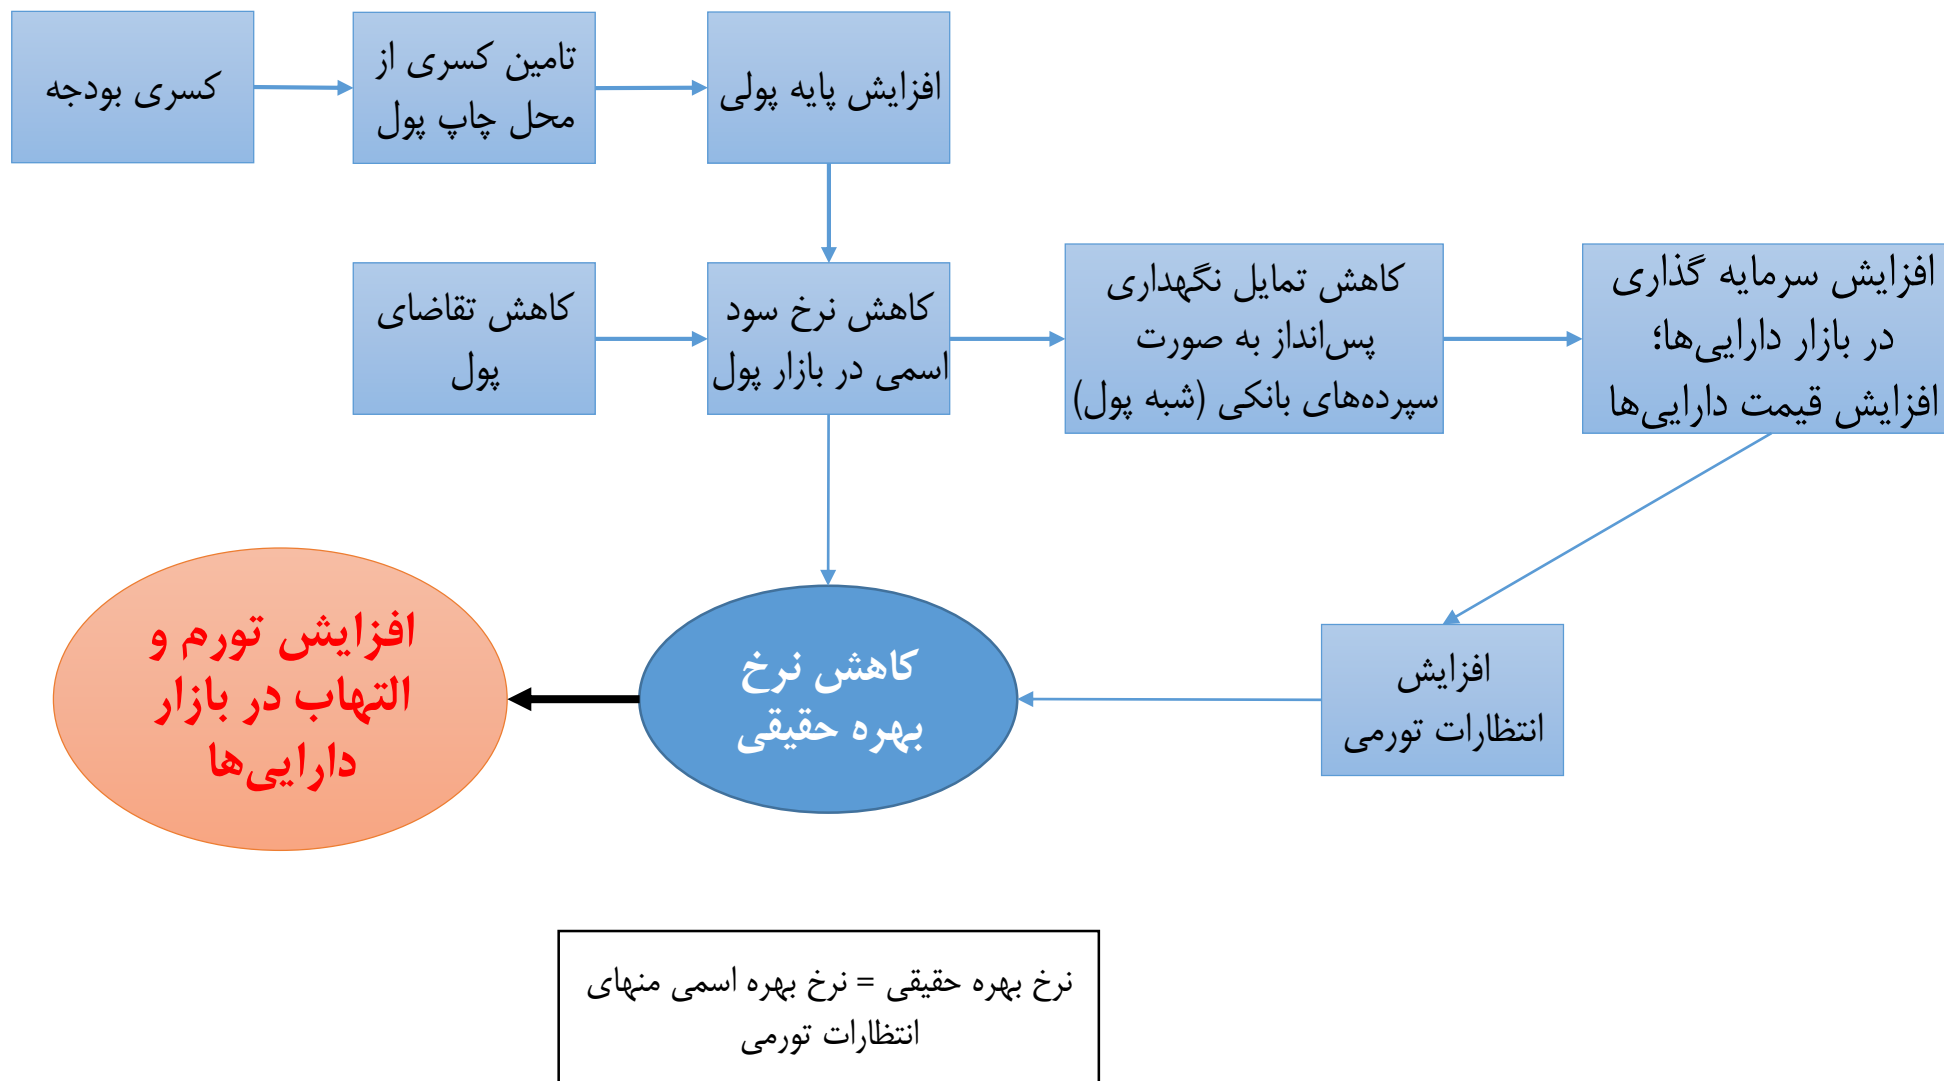 کسری بودجه
تامین کسری از
محل چاپ پول
افزایش پایه پولی
کاهش تقاضای
پول
کاهش نرخ سود
اسمی در بازار پول
کاهش تمایل نگهداری
پس‌انداز به صورت
سپرده‌های بانکی (شبه پول)
افزایش سرمایه گذاری
در بازار دارایی‌ها؛
افزایش قیمت دارایی‌ها
افزایش
انتظارات تورمی
کاهش نرخ
بهره حقیقی
افزایش تورم و
التهاب در بازار
دارایی‌ها
نرخ بهره حقیقی = نرخ بهره اسمی منهای
انتظارات تورمی